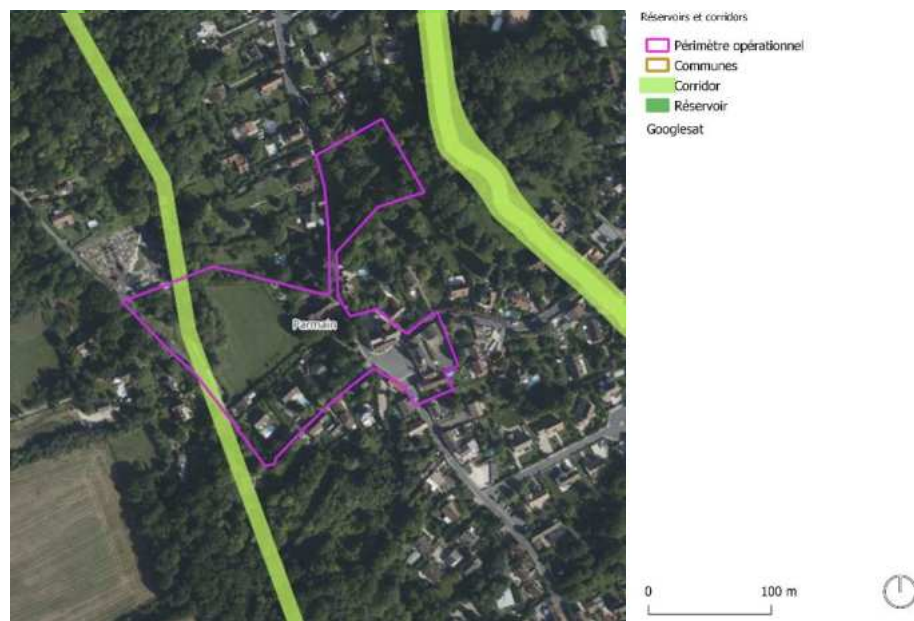 Réservoirs et corridors
Périmètre opérationnel
Communes
Corridor
Réservoir
Googlesat
Parmain
0 100 m